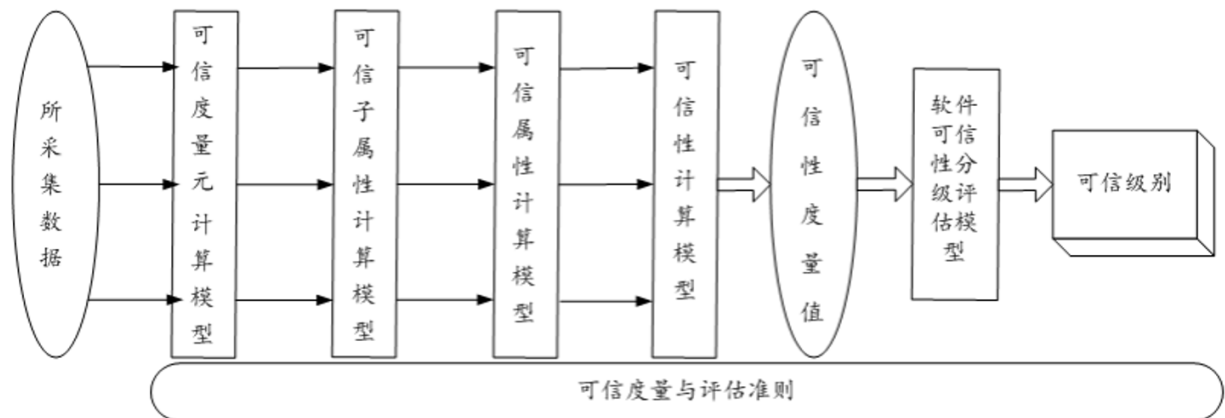 所采集数据
可信度量元计算模型
可信子属性计算模型
可信属性计算模型
可信性计算模型
可信性度量值
软件
可信
性分
级评
估模
型
可信级别
可信度量与评估准则